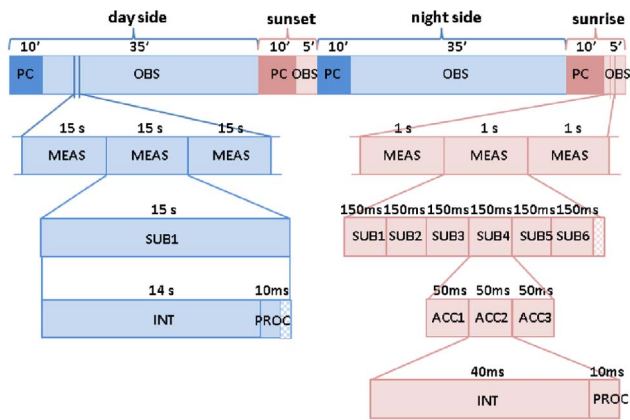 day side sunset night side sunrise
10’ 35’ 10’ 5’ 10’ 35’ 10’ 5’
PC OBS PC OBS PC OBS PC OBS
15 s 15 s 15 s 1 s 1 s 1 s
MEAS MEAS MEAS MEAS MEAS MEAS
15 s 150ms 150ms 150ms 150ms 150ms 150ms
SUB1 SUB1 SUB2 SUB3 SUB4 SUB5 SUB6
14 s 10ms 50ms 50ms 50ms
INT PROC ACC1 ACC2 ACC3
40ms 10ms
INT PROC